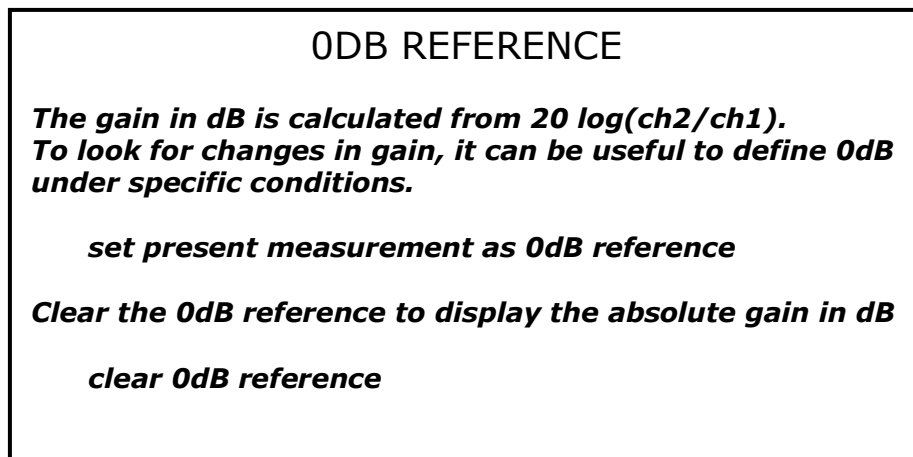 0DB REFERENCE
The gain in dB is calculated from 20 log(ch2/ch1).
To look for changes in gain, it can be useful to define 0dB
under specific conditions.
set present measurement as 0dB reference
Clear the 0dB reference to display the absolute gain in dB
clear 0dB reference